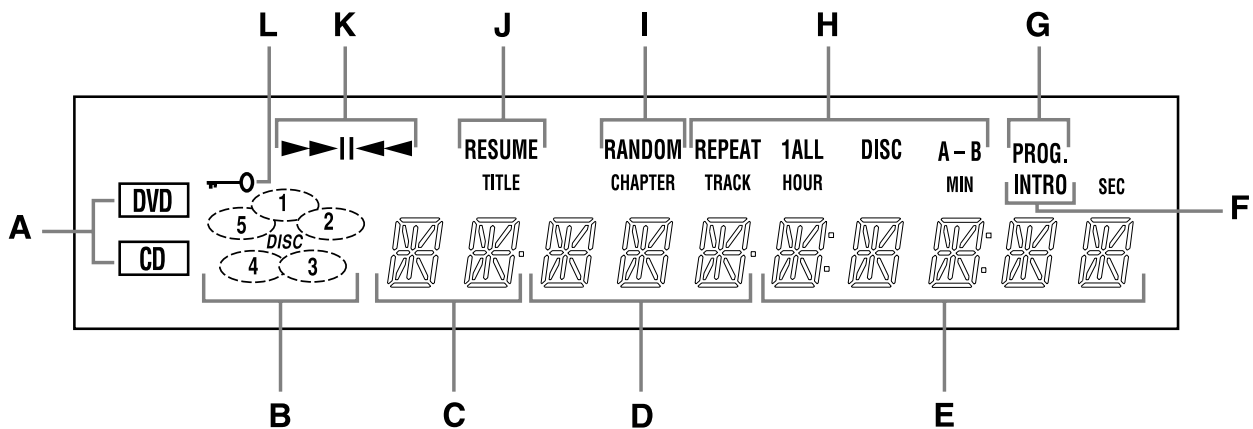 L K J I H G
RESUME RANDOM REPEAT 1ALL DISC A – B PROG.
TITLE CHAPTER TRACK HOUR MIN INTRO SEC
A DVD 1 F
5 DISC 2
CD 4 3
B C D E